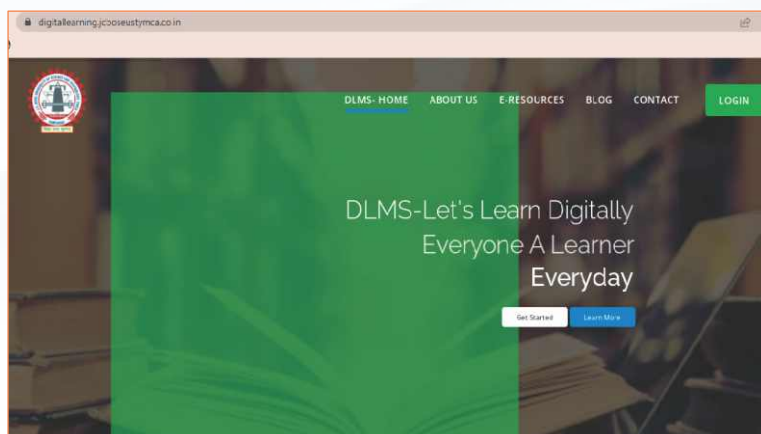 digitallearning.jcboseustymca.co.in
DLMS- HOME ABOUT US E-RESOURCES BLOG CONTACT LOGIN
DLMS-Let's Learn Digitally
Everyone A Learner
Everyday
Get Started Learn More